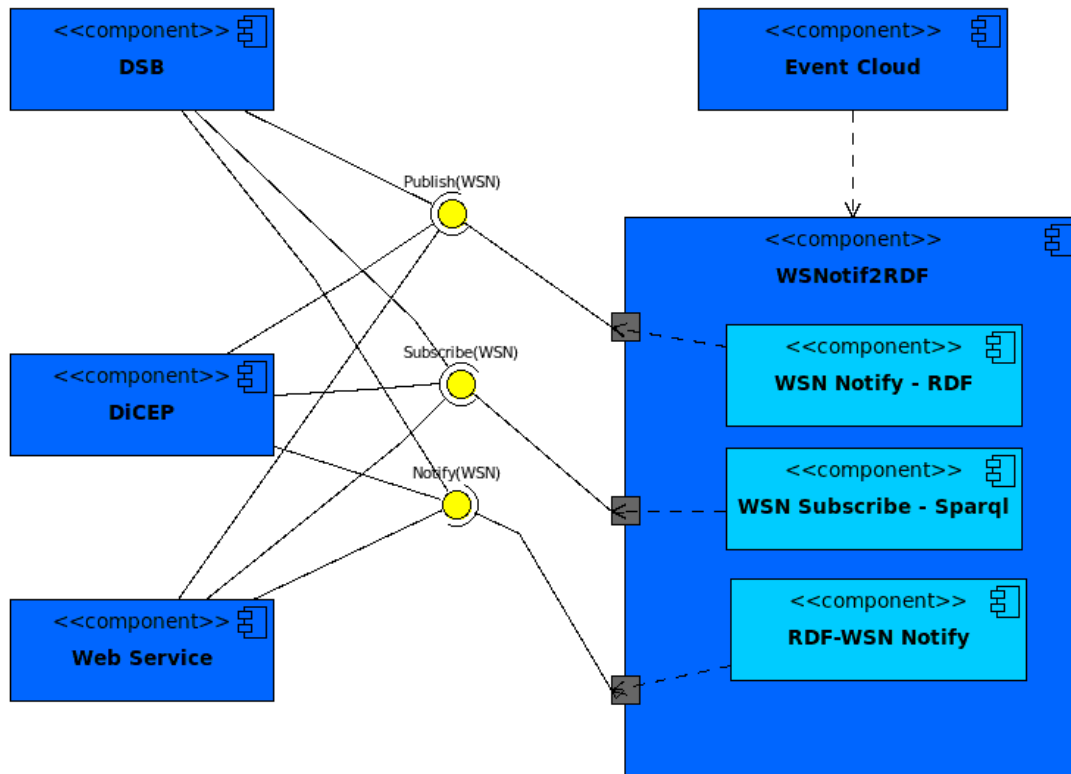 <<component>>
DSB
<<component>>
Event Cloud
Publish(WSN)
<<component>>
WSNotif2RDF
<<component>>
WSN Notify - RDF
Subscribe(WSN)
<<component>>
DiCEP
<<component>>
WSN Subscribe - Sparql
Notify(WSN)
<<component>>
RDF-WSN Notify
<<component>>
Web Service